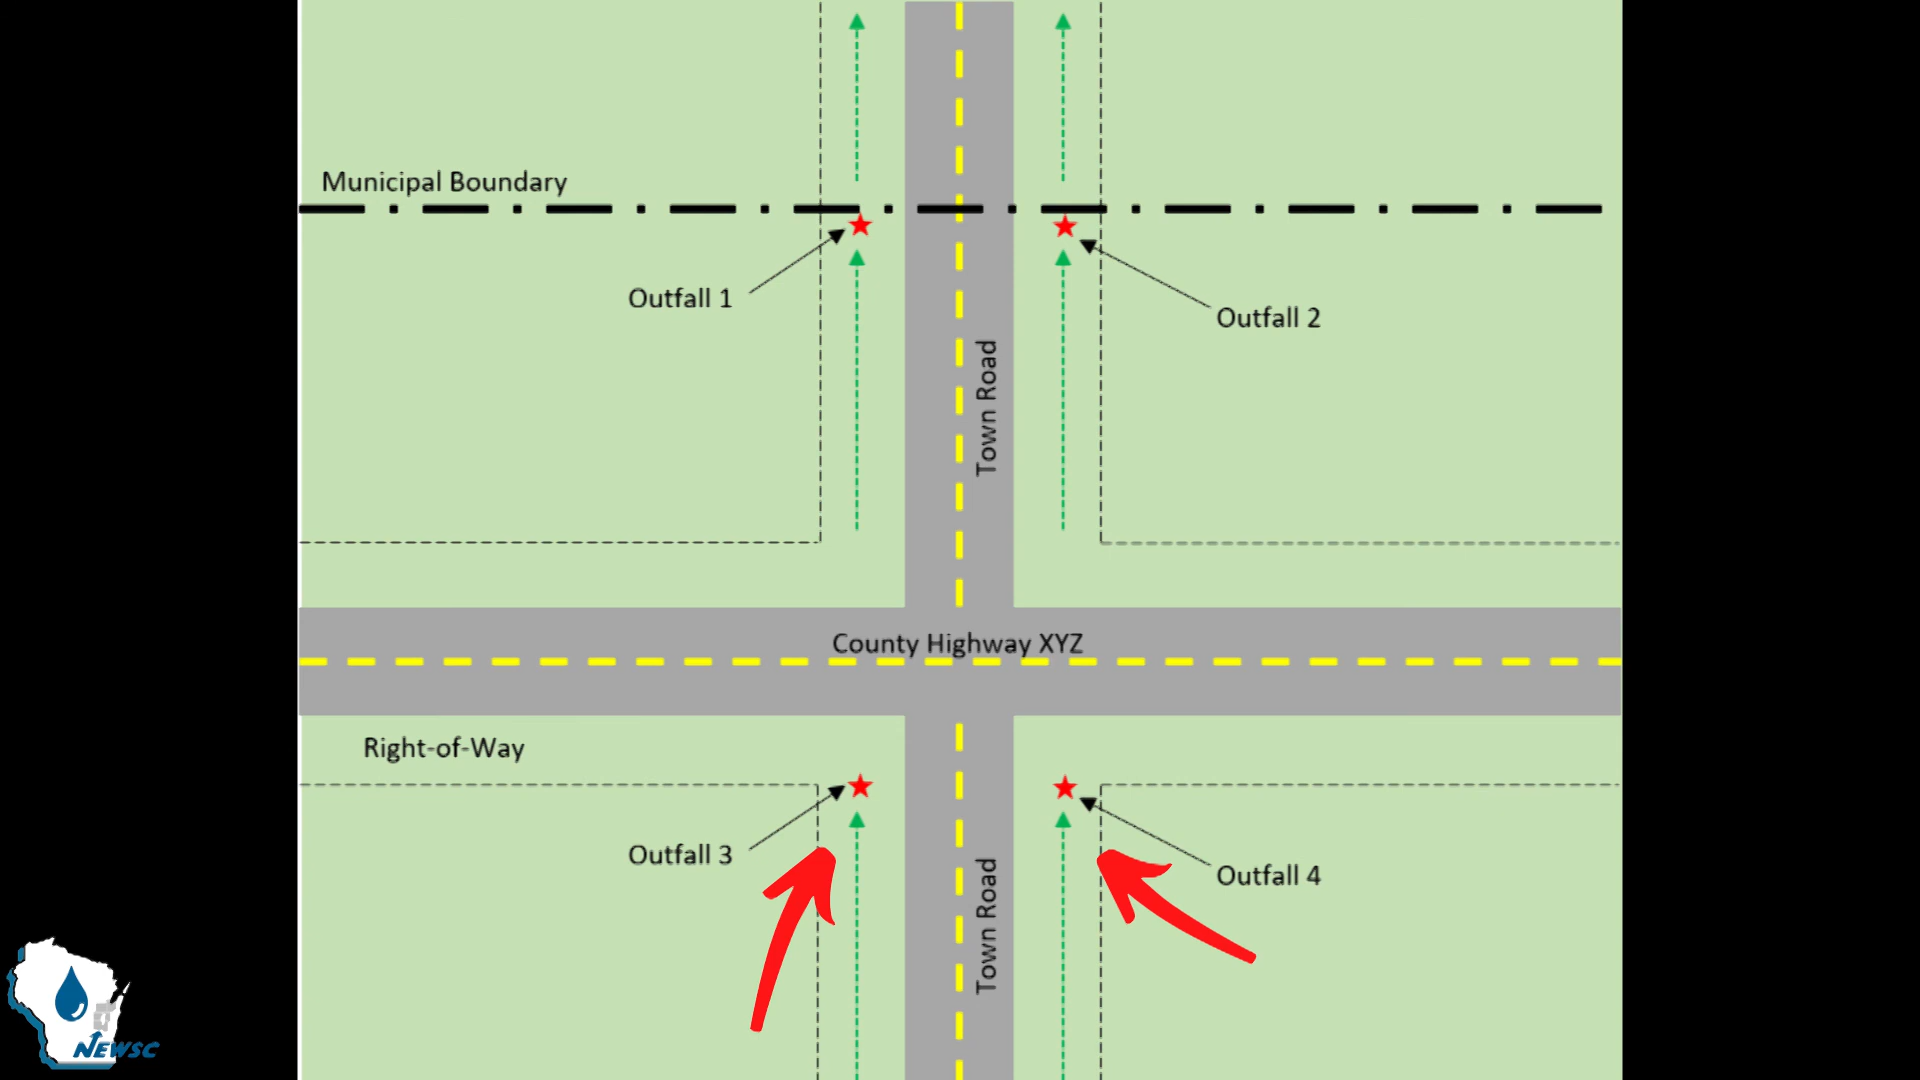 Municipal Boundary
Outfall 1
Outfall 2
Town Road
County Highway XYZ
Right-of-Way
Outfall 3
Outfall 4
Town Road
NEWSC